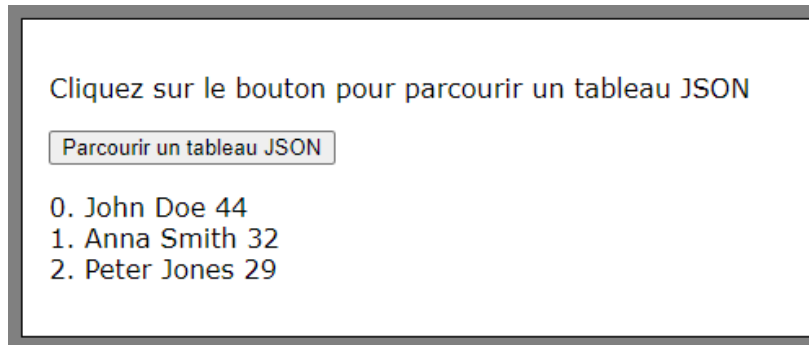 Cliquez sur le bouton pour parcourir un tableau JSON
Parcourir un tableau JSON
0. John Doe 44
1. Anna Smith 32
2. Peter Jones 29